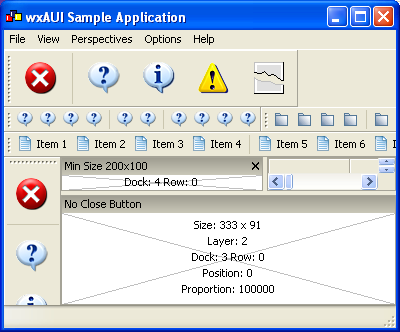 wxAUI Sample Application
File View Perspectives Options Help
Item 1 Item 2 Item 3 Item 4 Item 5 Item 6
Min Size 200x100
Dock: 4 Row: 0
No Close Button
Size: 333 x 91
Layer: 2
Dock: 3 Row: 0
Position: 0
Proportion: 100000